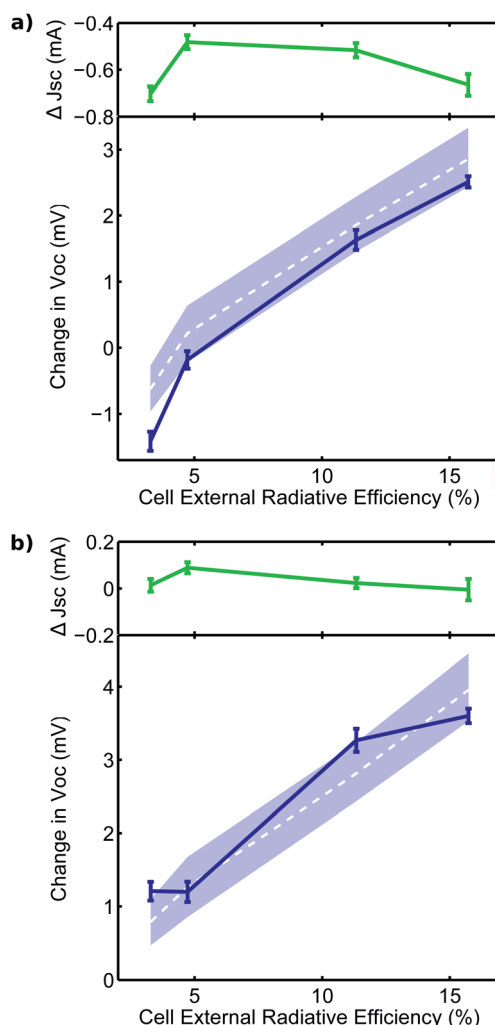 a)
Δ Jsc (mA)
−0.4
−0.6
−0.8
Change in Voc (mV)
3
2
1
0
−1
5 10 15
Cell External Radiative Efficiency (%)
b)
Δ Jsc (mA)
0.2
0
−0.2
Change in Voc (mV)
4
3
2
1
0
5 10 15
Cell External Radiative Efficiency (%)